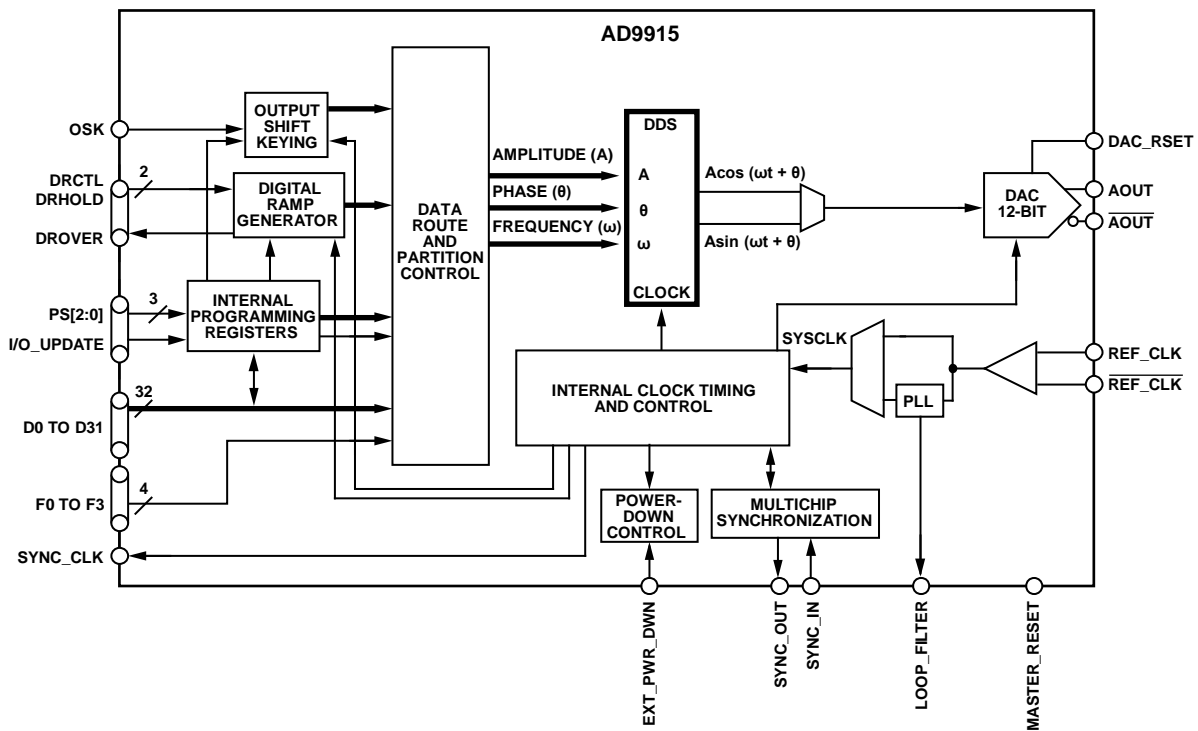 AD9915
OSK
OUTPUT
SHIFT
KEYING
DRCTL
DRHOLD
2
DROVER
DIGITAL
RAMP
GENERATOR
PS[2:0]
3
I/O_UPDATE
INTERNAL
PROGRAMMING
REGISTERS
D0 TO D31
32
F0 TO F3
4
SYNC_CLK
DATA
ROUTE
AND
PARTITION
CONTROL
AMPLITUDE (A)
PHASE (θ)
FREQUENCY (ω)
DDS
A
θ
ω
CLOCK
Acos (ωt + θ)
Asin (ωt + θ)
DAC
12-BIT
DAC_RSET
AOUT
AOUT
SYSCLK
PLL
REF_CLK
REF_CLK
INTERNAL CLOCK TIMING
AND CONTROL
POWER-
DOWN
CONTROL
MULTICHIP
SYNCHRONIZATION
EXT_PWR_DWN
SYNC_OUT
SYNC_IN
LOOP_FILTER
MASTER_RESET